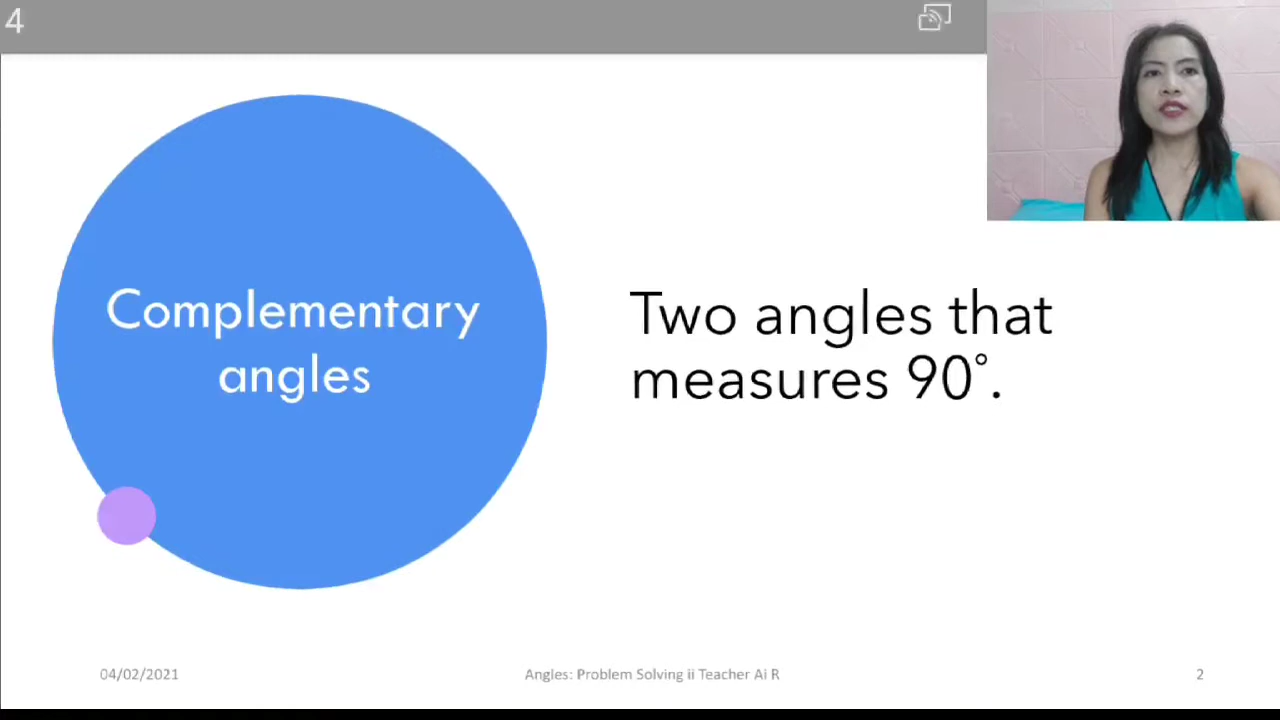 4
Complementary
angles
Two angles that
measures 90°.
04/02/2021
Angles: Problem Solving ii Teacher Ai R
2